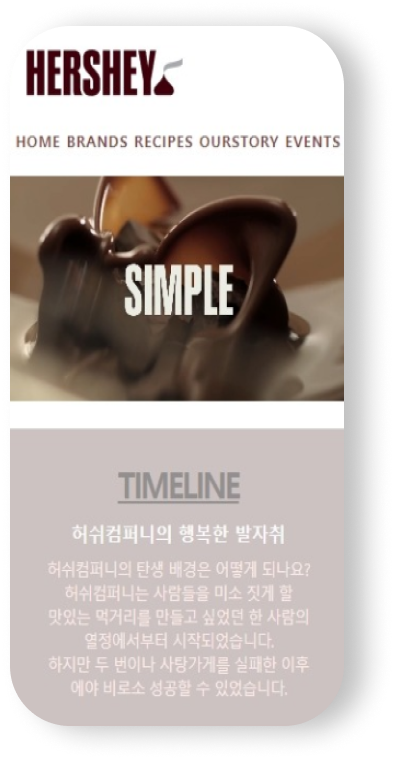 HERSHEY
HOME BRANDS RECIPES OURSTORY EVENTS
SIMPLE
TIMELINE
허쉬컴퍼니의 행복한 발자취
허쉬컴퍼니의 탄생 배경은 어떻게 되나요?
허쉬컴퍼니는 사람들을 미소 짓게 할
맛있는 먹거리를 만들고 싶었던 한 사람의
열정에서부터 시작되었습니다.
하지만 두 번이나 사탕가게를 실패한 이후
에야 비로소 성공할 수 있었습니다.